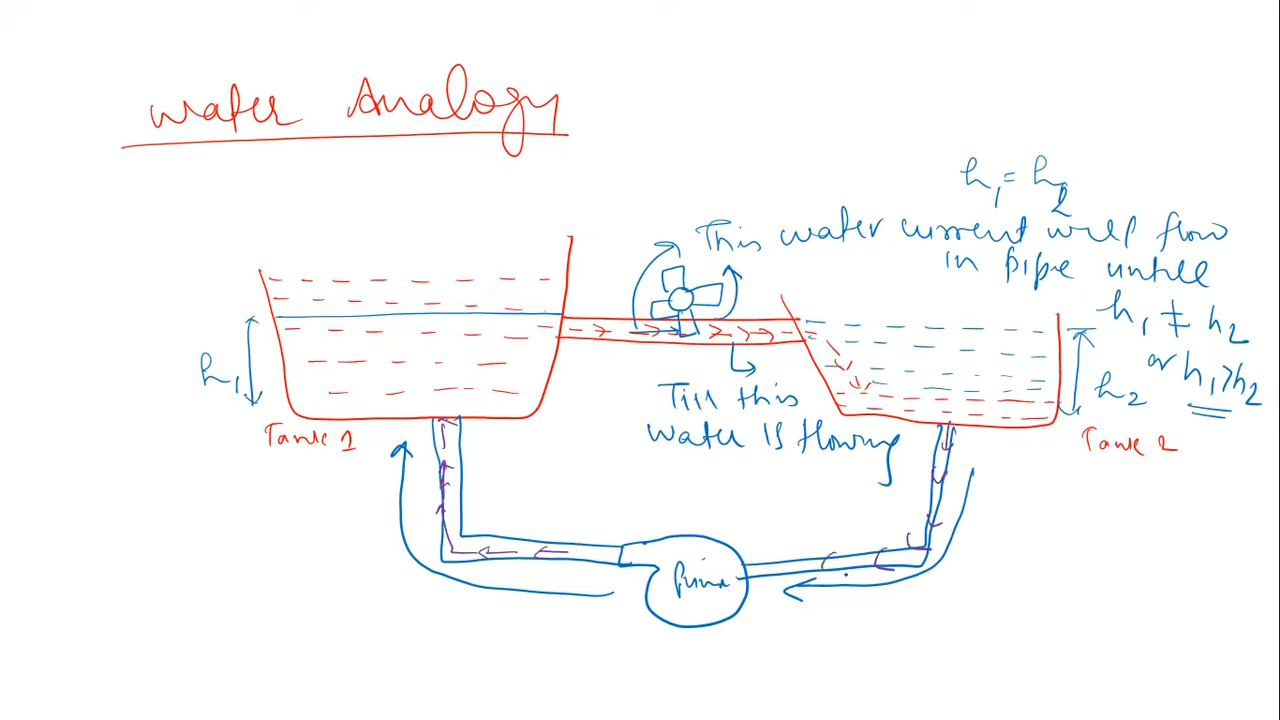 water Analogy
h₁ = h₂
This water current will flow
in pipe untill
h₁ ≠ h₂
or h₁>h₂
h₁
h₂
Till this
water is flowing
Tank 1
Tank 2